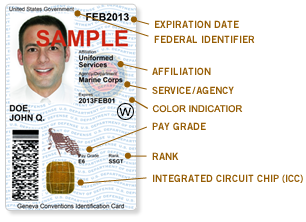 United States Government
FEB2013
SAMPLE
Affiliation
Uniformed
Services
Agency/Department
Marine Corps
Expires
2013FEB01
W
DOE,
JOHN Q.
Pay Grade
E6
Rank
SSGT
Geneva Conventions Identification Card
EXPIRATION DATE
FEDERAL IDENTIFIER
AFFILIATION
SERVICE/AGENCY
COLOR INDICATIOR
PAY GRADE
RANK
INTEGRATED CIRCUIT CHIP (ICC)